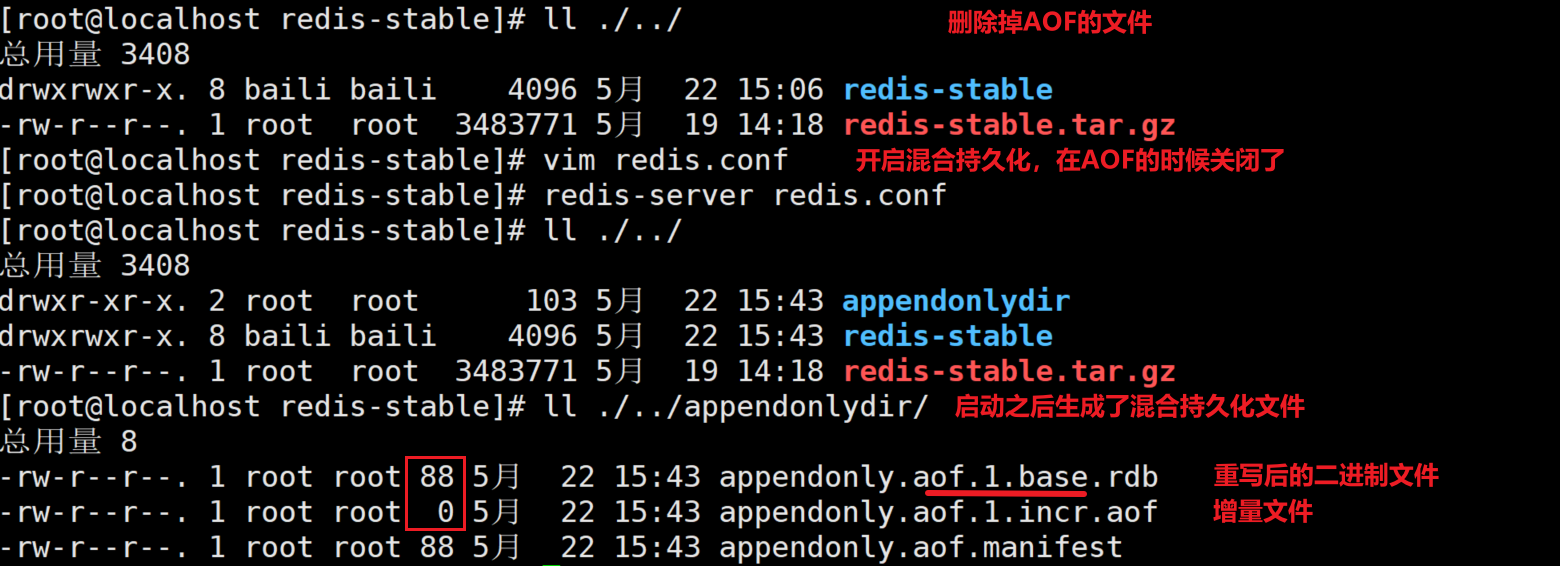 [root@localhost redis-stable]# ll ./../ 删除掉AOF的文件
总用量 3408
drwxrwxr-x. 8 baili baili 4096 5月 22 15:06 redis-stable
-rw-r--r--. 1 root root 3483771 5月 19 14:18 redis-stable.tar.gz
[root@localhost redis-stable]# vim redis.conf 开启混合持久化，在AOF的时候关闭了
[root@localhost redis-stable]# redis-server redis.conf
[root@localhost redis-stable]# ll ./../
总用量 3408
drwxr-xr-x. 2 root root 103 5月 22 15:43 appendonlydir
drwxrwxr-x. 8 baili baili 4096 5月 22 15:43 redis-stable
-rw-r--r--. 1 root root 3483771 5月 19 14:18 redis-stable.tar.gz
[root@localhost redis-stable]# ll ./../appendonlydir/ 启动之后生成了混合持久化文件
总用量 8
-rw-r--r--. 1 root root 88 5月 22 15:43 appendonly.aof.1.base.rdb 重写后的二进制文件
-rw-r--r--. 1 root root 0 5月 22 15:43 appendonly.aof.1.incr.aof 增量文件
-rw-r--r--. 1 root root 88 5月 22 15:43 appendonly.aof.manifest